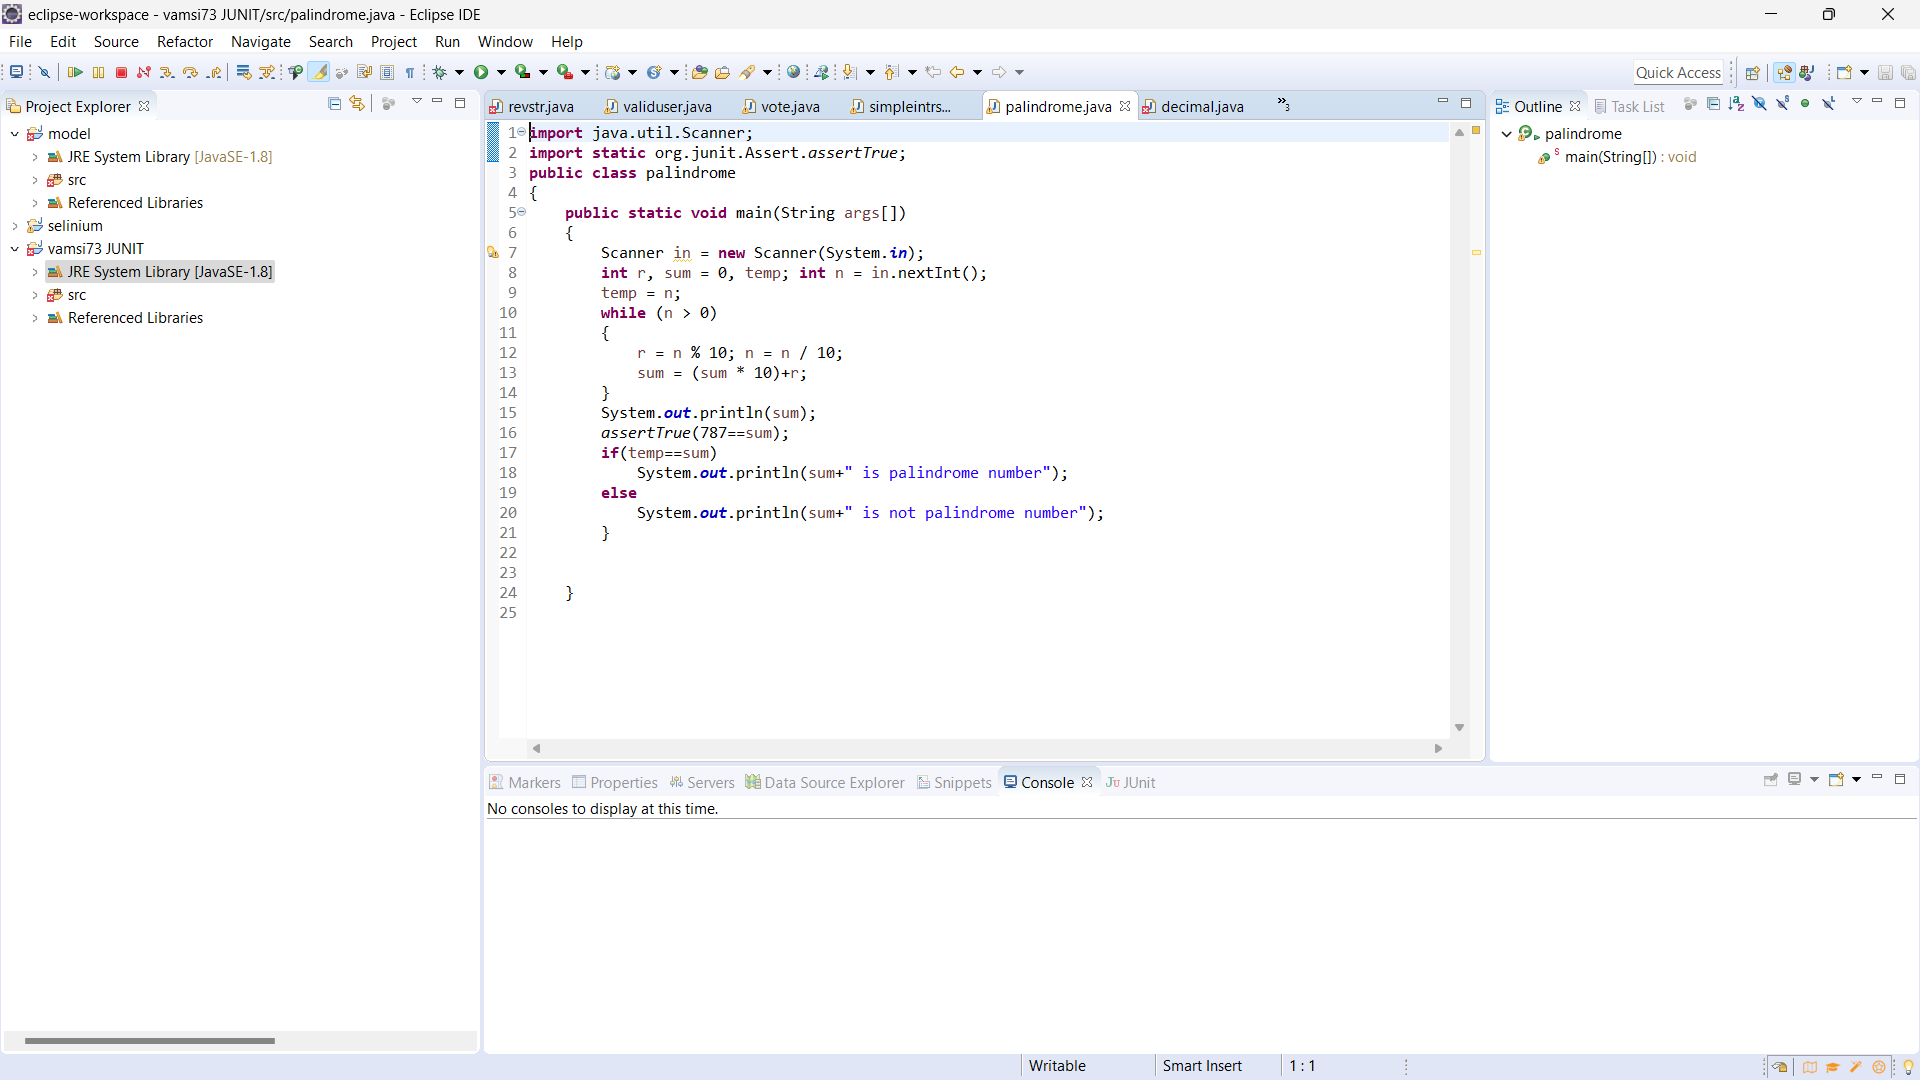 eclipse-workspace - vamsi73 JUNIT/src/palindrome.java - Eclipse IDE
File Edit Source Refactor Navigate Search Project Run Window Help
Quick Access
Project Explorer
model
JRE System Library [JavaSE-1.8]
src
Referenced Libraries
selinium
vamsi73 JUNIT
JRE System Library [JavaSE-1.8]
src
Referenced Libraries
revstr.java validuser.java vote.java simpleintrs... palindrome.java decimal.java »3
1 import java.util.Scanner;
2 import static org.junit.Assert.assertTrue;
3 public class palindrome
4 {
5 public static void main(String args[])
6 {
7 Scanner in = new Scanner(System.in);
8 int r, sum = 0, temp; int n = in.nextInt();
9 temp = n;
10 while (n > 0)
11 {
12 r = n % 10; n = n / 10;
13 sum = (sum * 10)+r;
14 }
15 System.out.println(sum);
16 assertTrue(787==sum);
17 if(temp==sum)
18 System.out.println(sum+" is palindrome number");
19 else
20 System.out.println(sum+" is not palindrome number");
21 }
22
23
24 }
25
Outline Task List
palindrome
main(String[]) : void
Markers Properties Servers Data Source Explorer Snippets Console JUnit
No consoles to display at this time.
Writable Smart Insert 1 : 1